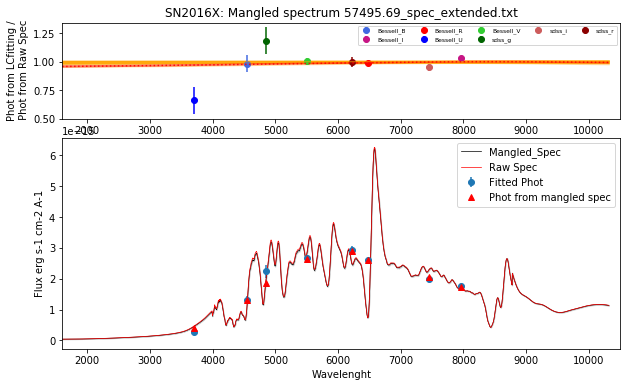 SN2016X: Mangled spectrum 57495.69_spec_extended.txt
Phot from LCfitting /
Phot from Raw Spec
1.25
1.00
0.75
0.50
Bessell_B
Bessell_I
Bessell_R
Bessell_U
Bessell_V
sdss_g
sdss_i
sdss_r
2000 3000 4000 5000 6000 7000 8000 9000 10000
1e−15
Flux erg s-1 cm-2 A-1
6
5
4
3
2
1
0
Mangled_Spec
Raw Spec
Fitted Phot
Phot from mangled spec
2000 3000 4000 5000 6000 7000 8000 9000 10000
Wavelenght